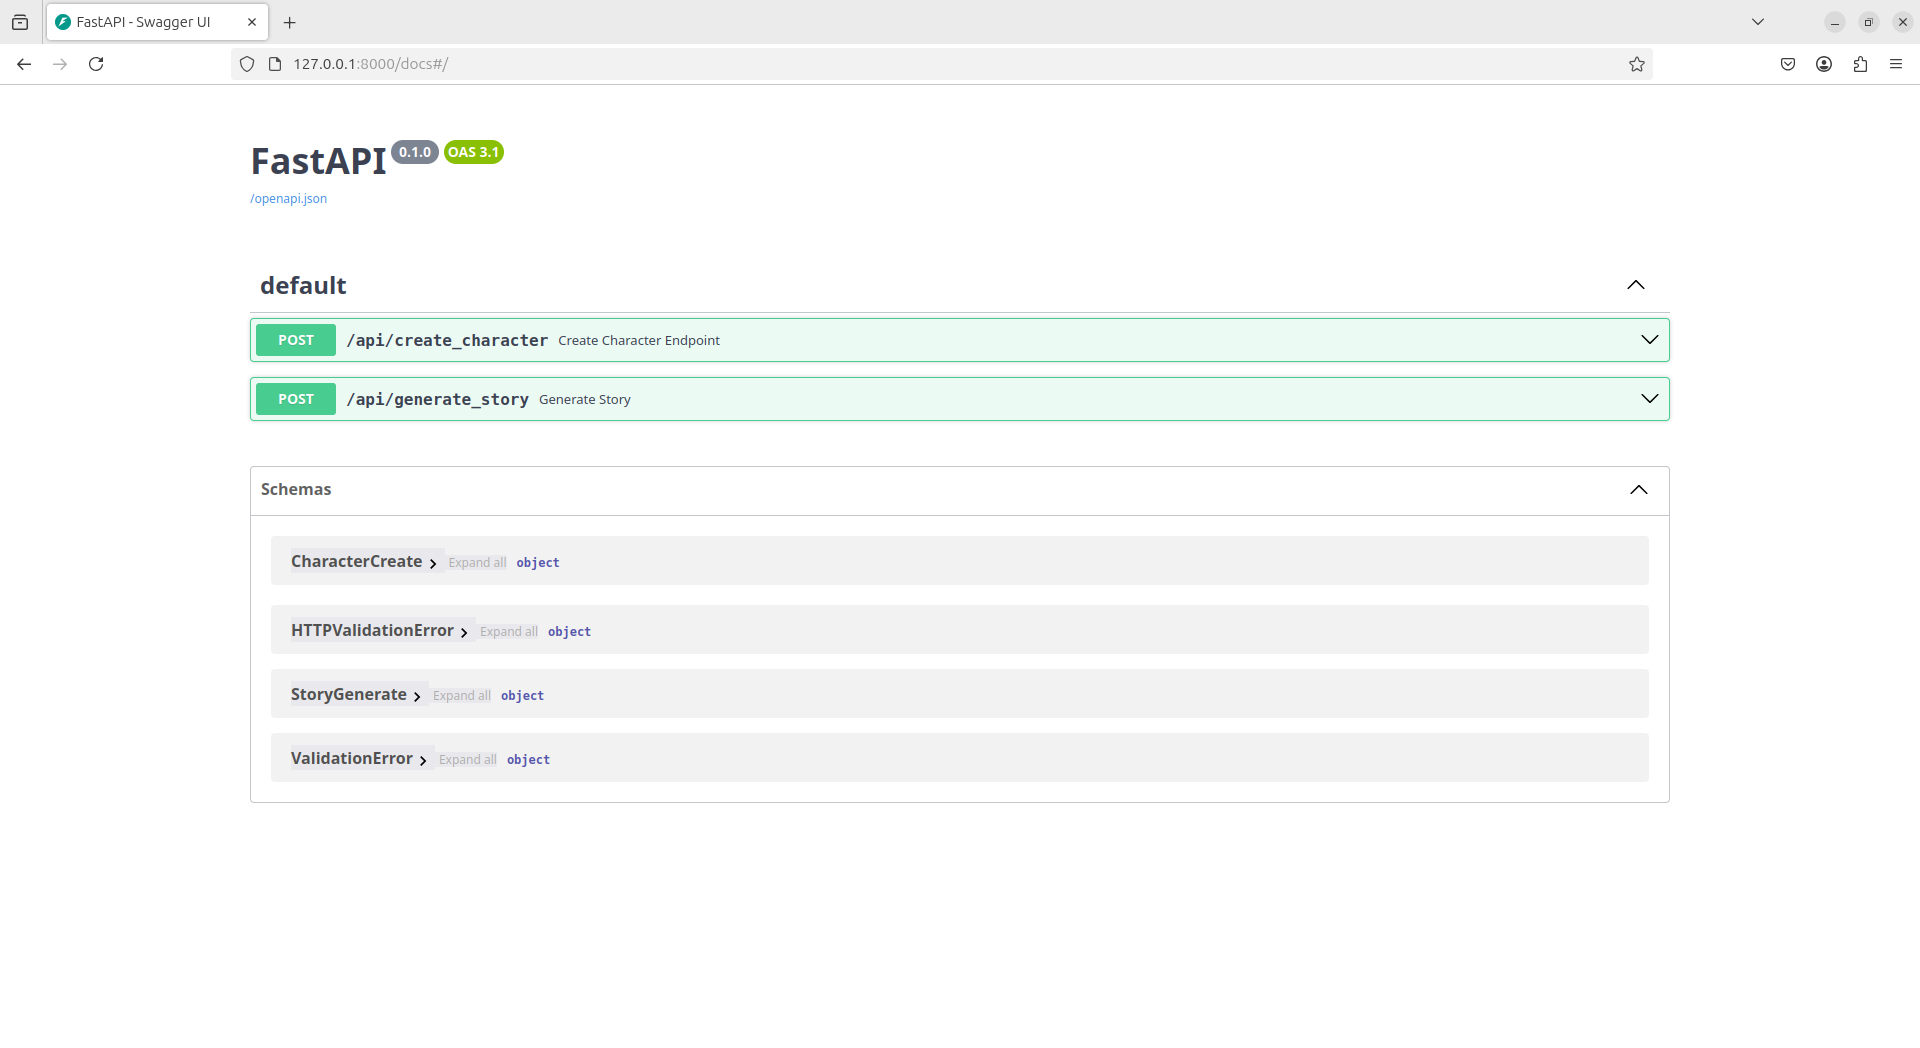 FastAPI - Swagger UI
127.0.0.1:8000/docs#/
FastAPI 0.1.0 OAS 3.1
/openapi.json
default
POST /api/create_character Create Character Endpoint
POST /api/generate_story Generate Story
Schemas
CharacterCreate Expand all object
HTTPValidationError Expand all object
StoryGenerate Expand all object
ValidationError Expand all object